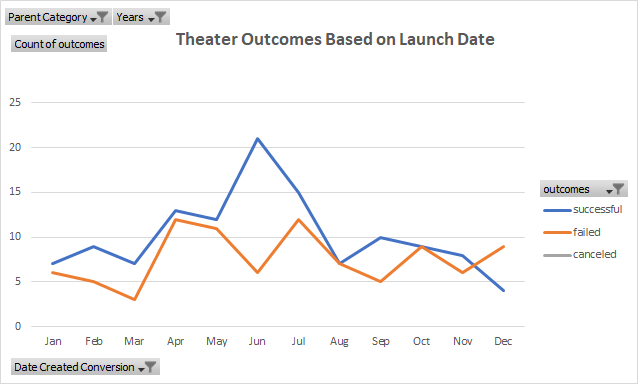 Parent Category Years
Count of outcomes
Theater Outcomes Based on Launch Date
25
20
15
10
5
0
Jan Feb Mar Apr May Jun Jul Aug Sep Oct Nov Dec
outcomes
successful
failed
canceled
Date Created Conversion